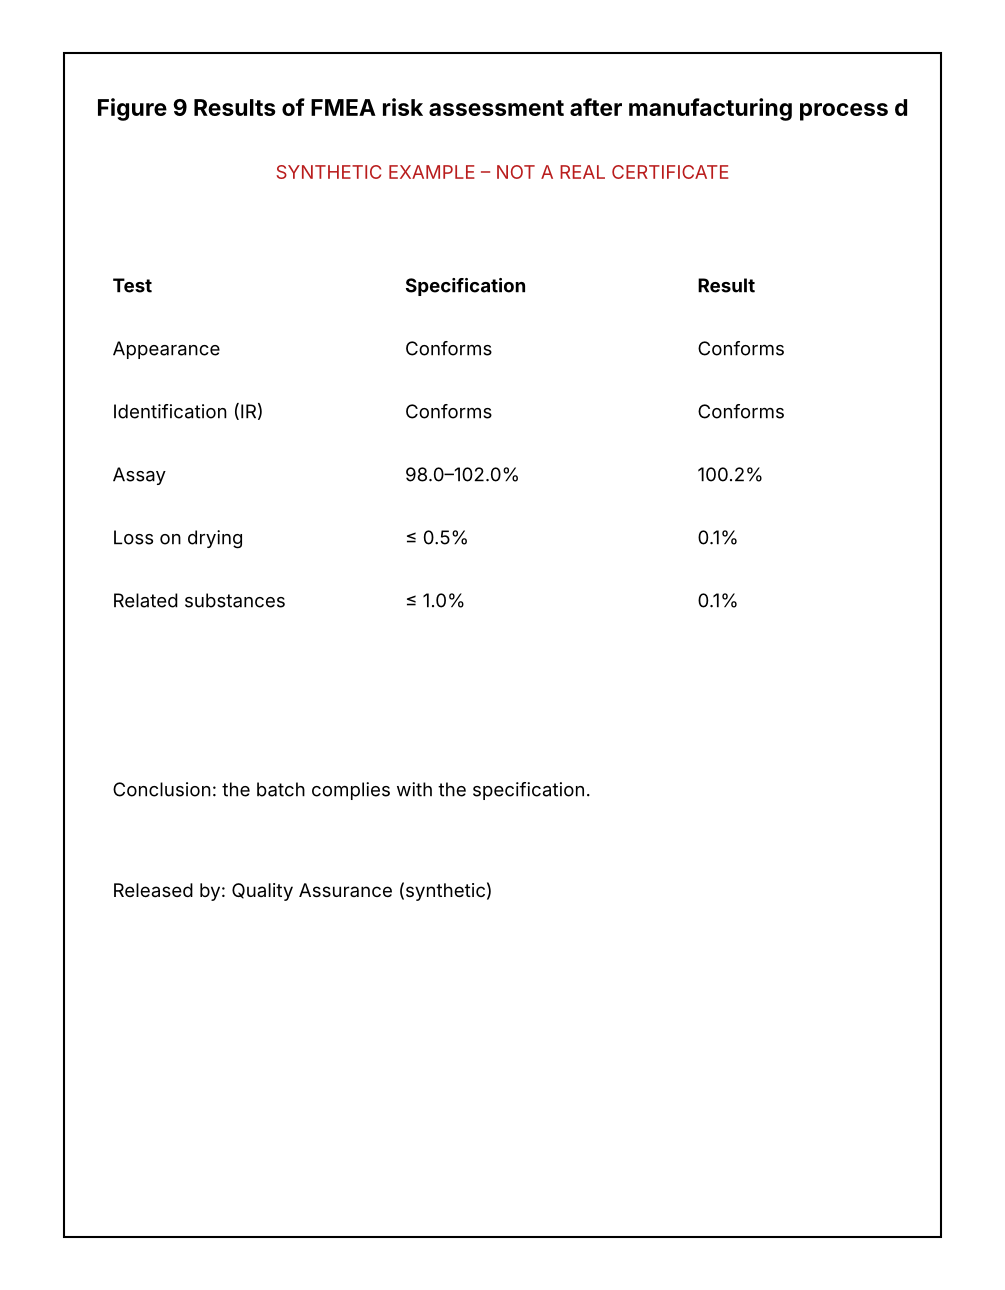 Figure 9 Results of FMEA risk assessment after manufacturing process d
SYNTHETIC EXAMPLE – NOT A REAL CERTIFICATE
Test Specification Result
Appearance Conforms Conforms
Identification (IR) Conforms Conforms
Assay 98.0–102.0% 100.2%
Loss on drying ≤ 0.5% 0.1%
Related substances ≤ 1.0% 0.1%
Conclusion: the batch complies with the specification.
Released by: Quality Assurance (synthetic)